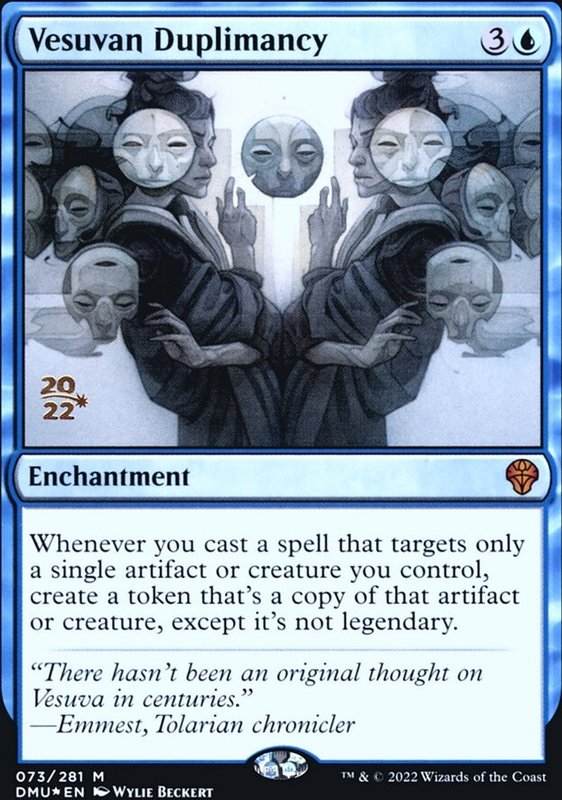 Vesuvan Duplimancy 3
20
22
Enchantment
Whenever you cast a spell that targets only
a single artifact or creature you control,
create a token that's a copy of that artifact
or creature, except it's not legendary.
“There hasn't been an original thought on
Vesuva in centuries.”
—Emmest, Tolarian chronicler
073/281 M
DMU★EN Wylie Beckert
™ & © 2022 Wizards of the Coast